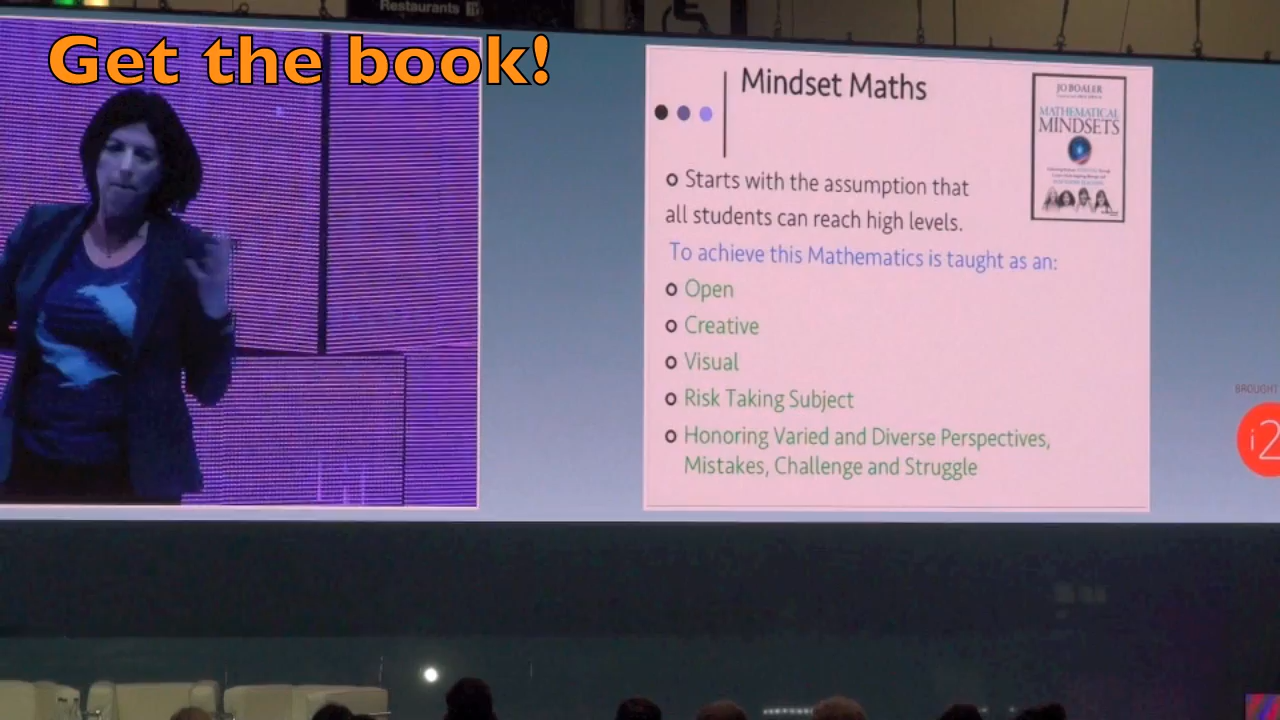 Restaurants
Get the book!
Mindset Maths
JO BOALER
MATHEMATICAL
MINDSETS
o Starts with the assumption that
all students can reach high levels.
To achieve this Mathematics is taught as an:
o Open
o Creative
o Visual
o Risk Taking Subject
o Honoring Varied and Diverse Perspectives,
Mistakes, Challenge and Struggle
BROUGHT
i2